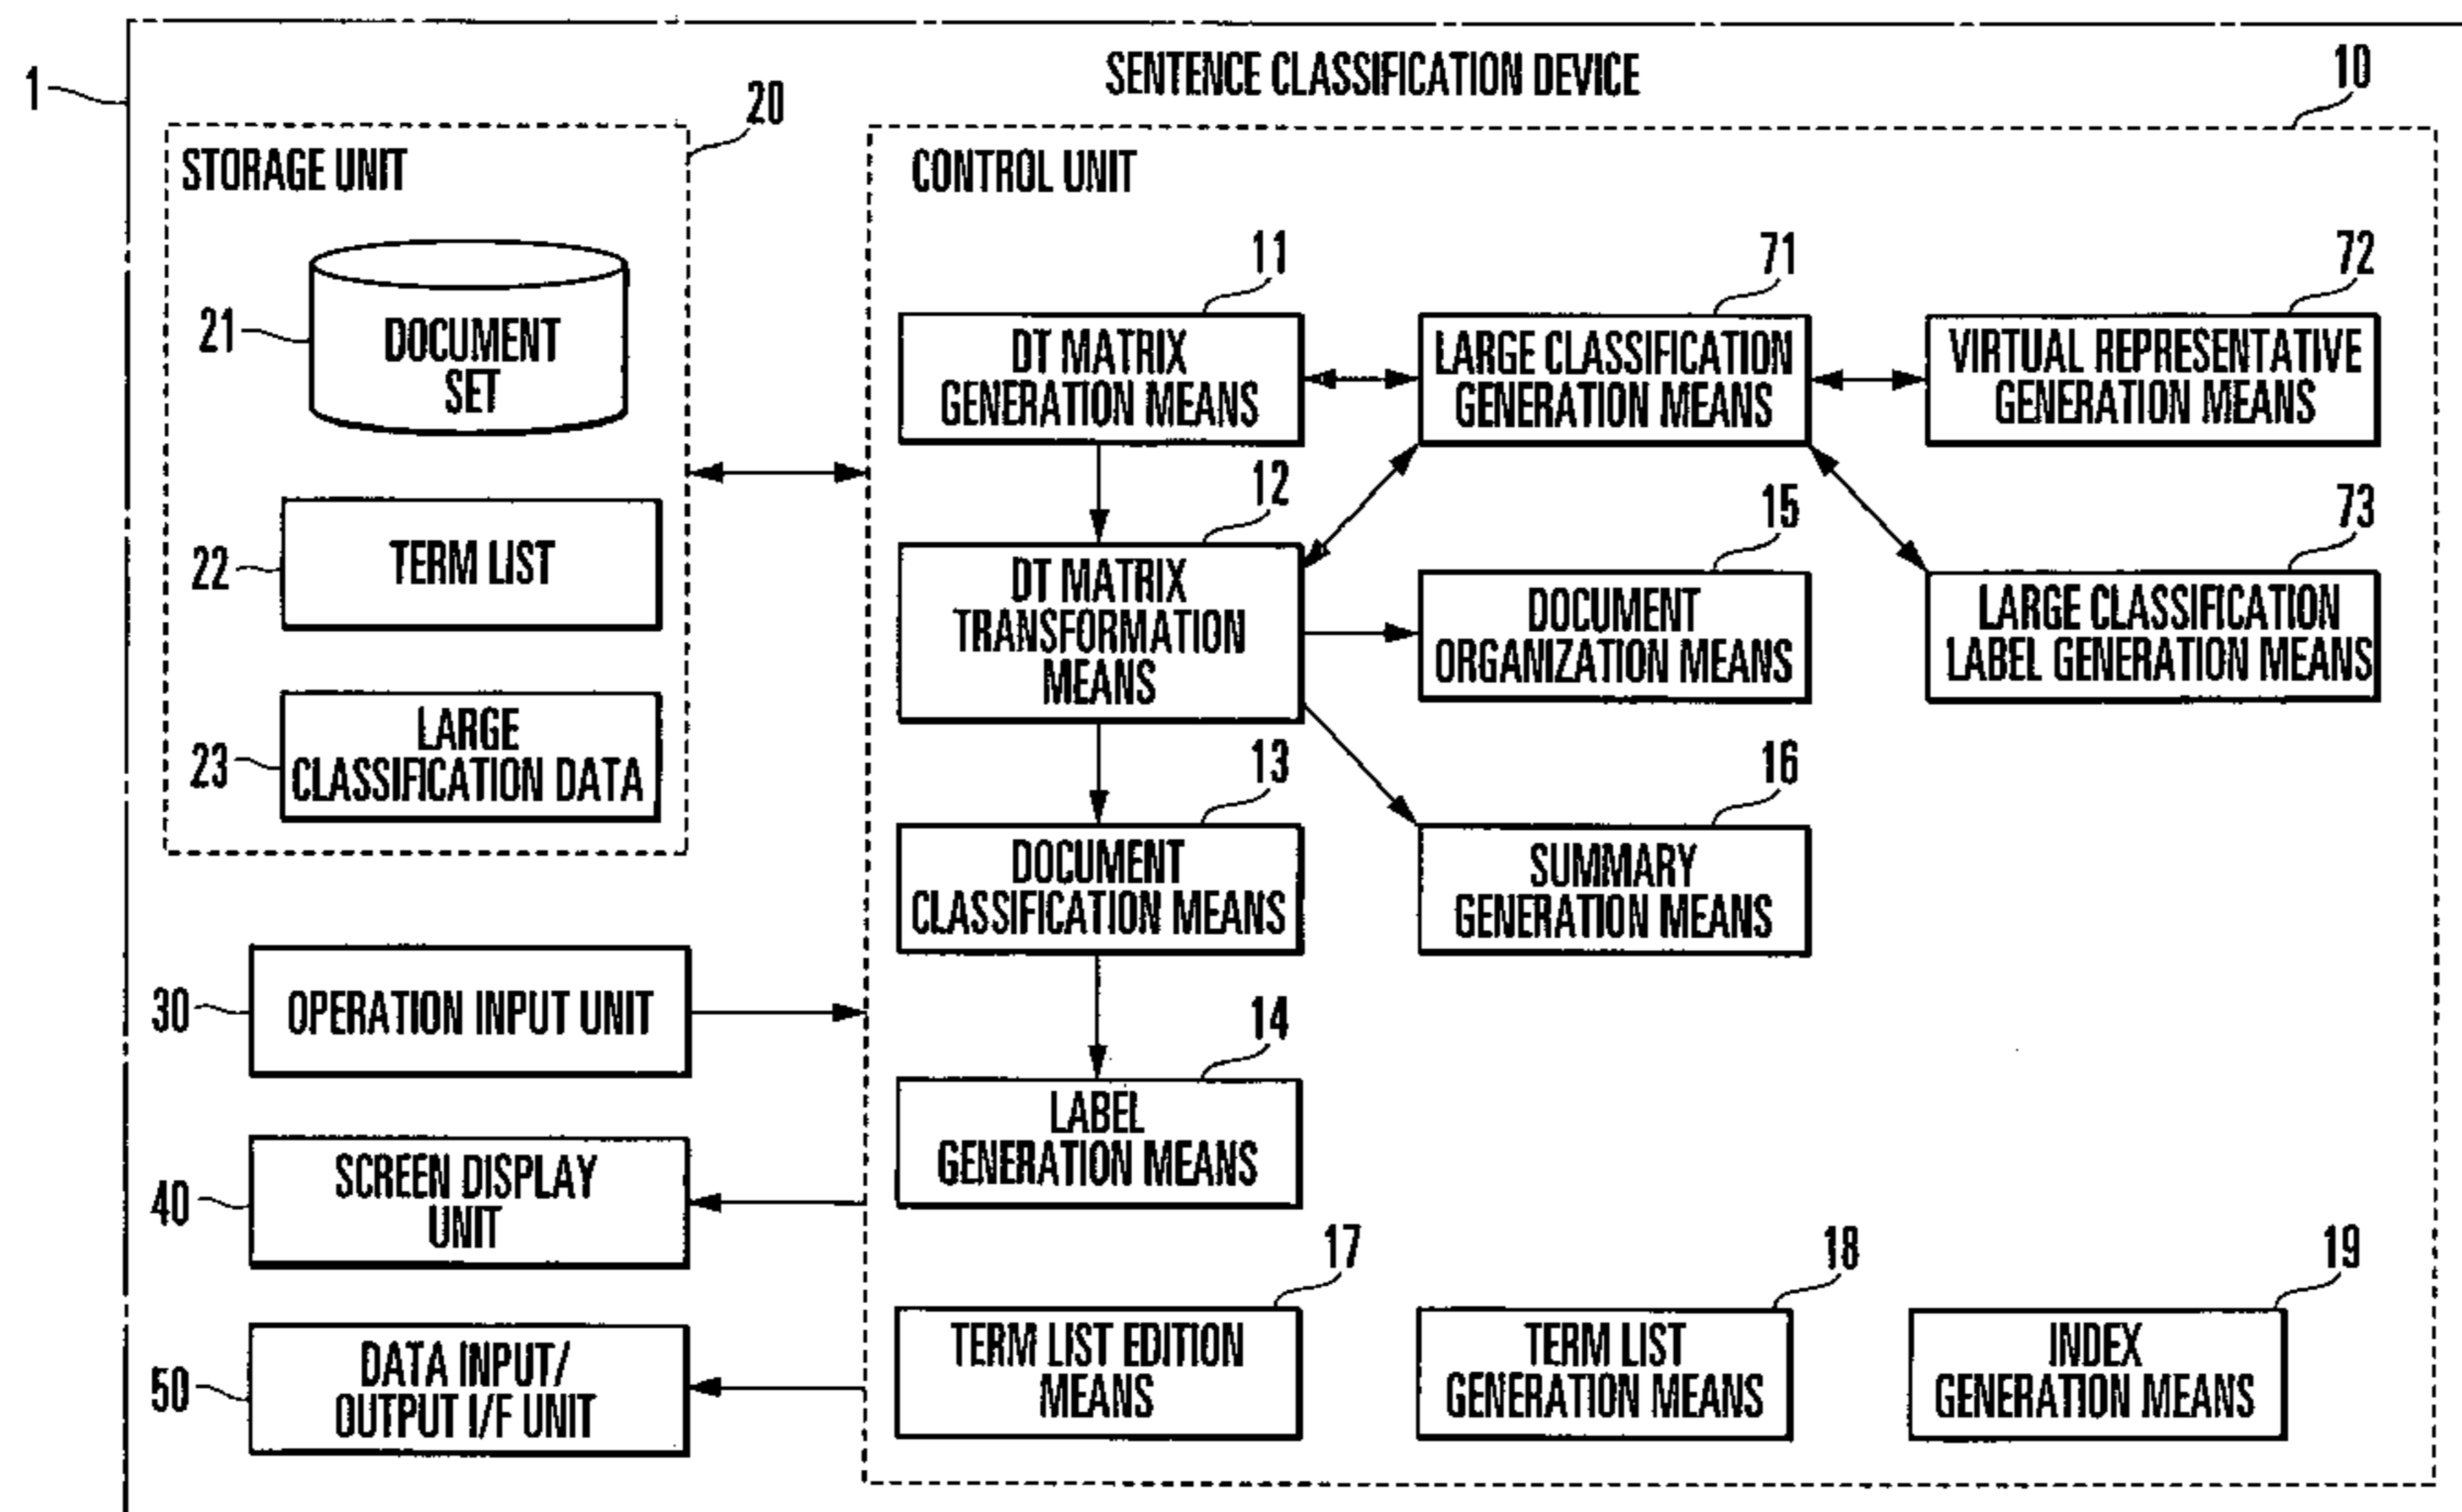 SENTENCE CLASSIFICATION DEVICE
1
20
10
STORAGE UNIT
CONTROL UNIT
21
DOCUMENT
SET
22
TERM LIST
23
LARGE
CLASSIFICATION DATA
30
OPERATION INPUT UNIT
40
SCREEN DISPLAY
UNIT
50
DATA INPUT/
OUTPUT I/F UNIT
11
DT MATRIX
GENERATION MEANS
71
LARGE CLASSIFICATION
GENERATION MEANS
72
VIRTUAL REPRESENTATIVE
GENERATION MEANS
12
DT MATRIX
TRANSFORMATION
MEANS
15
DOCUMENT
ORGANIZATION MEANS
73
LARGE CLASSIFICATION
LABEL GENERATION MEANS
13
DOCUMENT
CLASSIFICATION MEANS
16
SUMMARY
GENERATION MEANS
14
LABEL
GENERATION MEANS
17
TERM LIST EDITION
MEANS
18
TERM LIST
GENERATION MEANS
19
INDEX
GENERATION MEANS